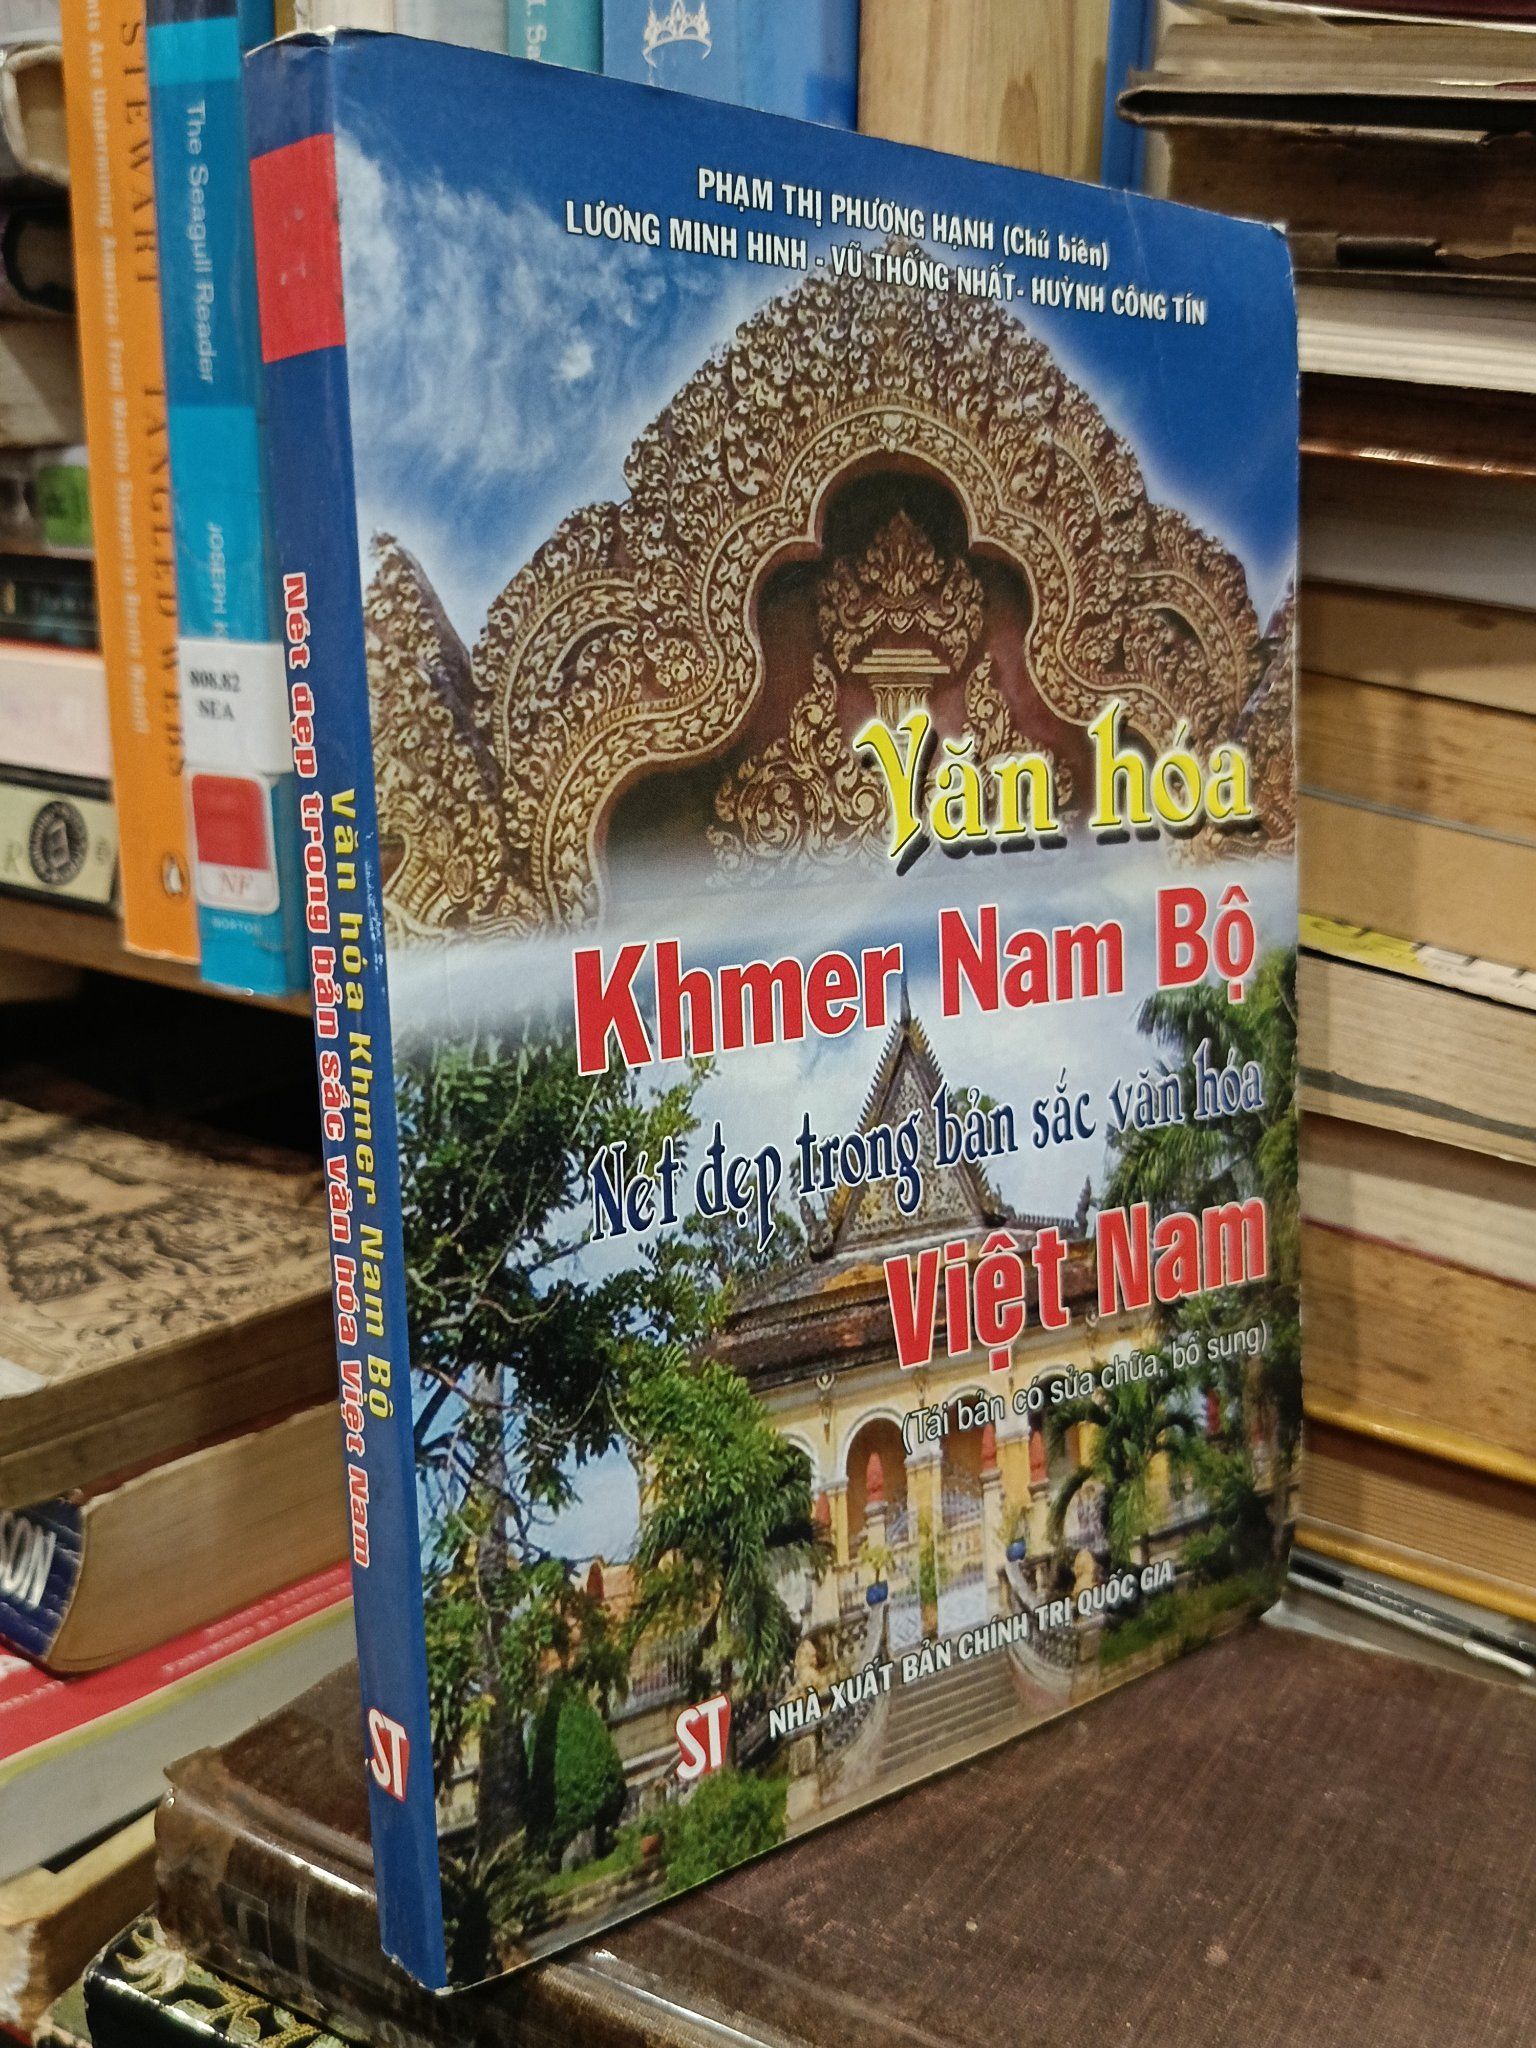 PHẠM THỊ PHƯƠNG HẠNH (Chủ biên)
LƯƠNG MINH HINH - VŨ THỐNG NHẤT- HUỲNH CÔNG TÍN
Văn hóa
Khmer Nam Bộ
Nét đẹp trong bản sắc văn hóa
Việt Nam
(Tái bản có sửa chữa, bổ sung)
ST
NHÀ XUẤT BẢN CHÍNH TRỊ QUỐC GIA
Văn hóa Khmer Nam Bộ
Nét đẹp trong bản sắc văn hóa Việt Nam
ST
STEWART TANGLED WEBS
The Seagull Reader
JOSEPH
808.82
SEA
NF
NORTON
SON